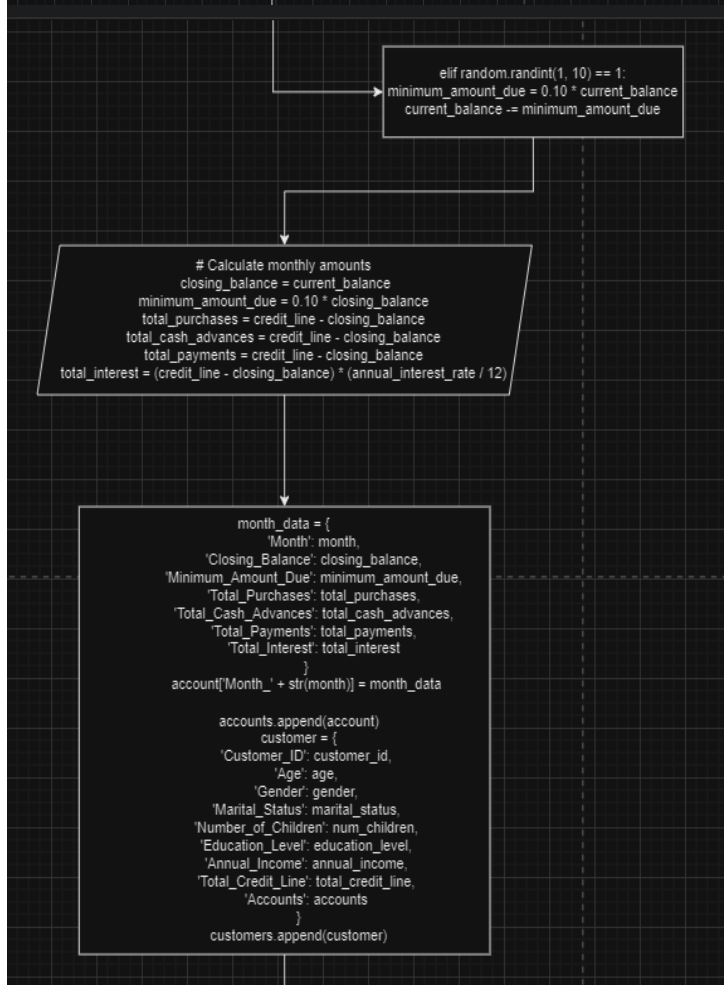 elif random.randint(1, 10) == 1:
minimum_amount_due = 0.10 * current_balance
current_balance -= minimum_amount_due
# Calculate monthly amounts
closing_balance = current_balance
minimum_amount_due = 0.10 * closing_balance
total_purchases = credit_line - closing_balance
total_cash_advances = credit_line - closing_balance
total_payments = credit_line - closing_balance
total_interest = (credit_line - closing_balance) * (annual_interest_rate / 12)
month_data = {
'Month': month,
'Closing_Balance': closing_balance,
'Minimum_Amount_Due': minimum_amount_due,
'Total_Purchases': total_purchases,
'Total_Cash_Advances': total_cash_advances,
'Total_Payments': total_payments,
'Total_Interest': total_interest
}
account['Month_' + str(month)] = month_data
accounts.append(account)
customer = {
'Customer_ID': customer_id,
'Age': age,
'Gender': gender,
'Marital_Status': marital_status,
'Number_of_Children': num_children,
'Education_Level': education_level,
'Annual_Income': annual_income,
'Total_Credit_Line': total_credit_line,
'Accounts': accounts
}
customers.append(customer)